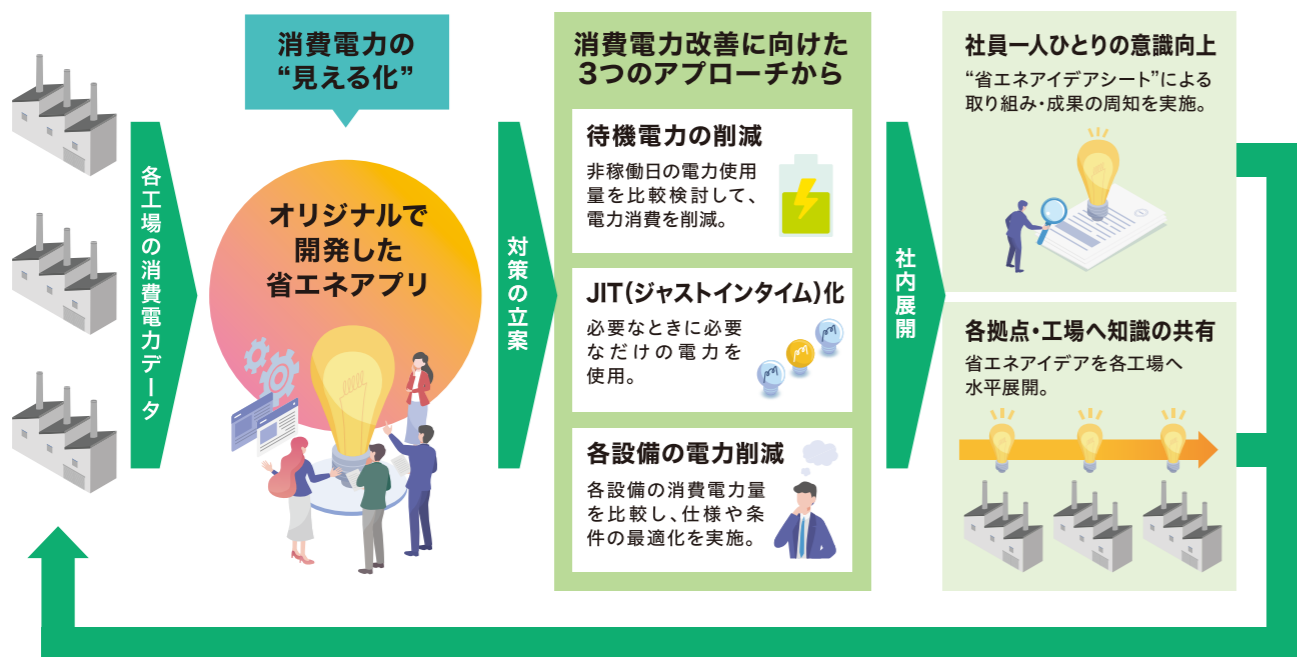 各工場の消費電力データ
消費電力の
“見える化”
オリジナルで
開発した
省エネアプリ
対策の立案
消費電力改善に向けた
3つのアプローチから
待機電力の削減
非稼働日の電力使用
量を比較検討して、
電力消費を削減。
JIT(ジャストインタイム)化
必要なときに必要
なだけの電力を
使用。
各設備の電力削減
各設備の消費電力量
を比較し、仕様や条
件の最適化を実施。
社内展開
社員一人ひとりの意識向上
“省エネアイデアシート”による
取り組み・成果の周知を実施。
各拠点・工場へ知識の共有
省エネアイデアを各工場へ
水平展開。